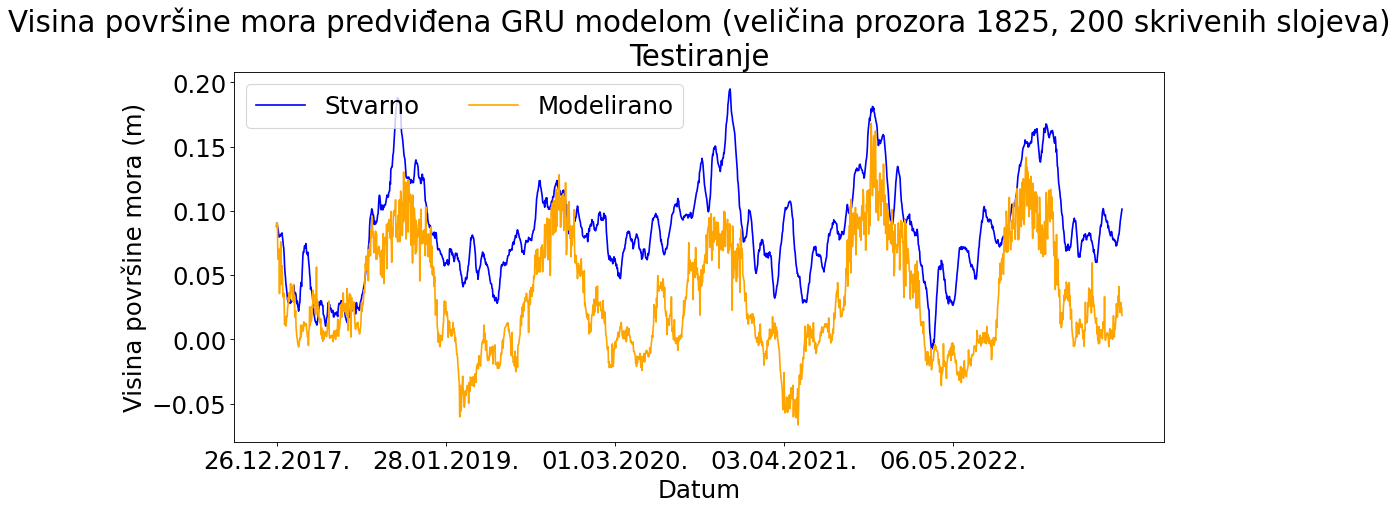 Visina površine mora predviđena GRU modelom (veličina prozora 1825, 200 skrivenih slojeva)
Testiranje
Stvarno Modelirano
Visina površine mora (m)
0.20
0.15
0.10
0.05
0.00
−0.05
26.12.2017. 28.01.2019. 01.03.2020. 03.04.2021. 06.05.2022.
Datum